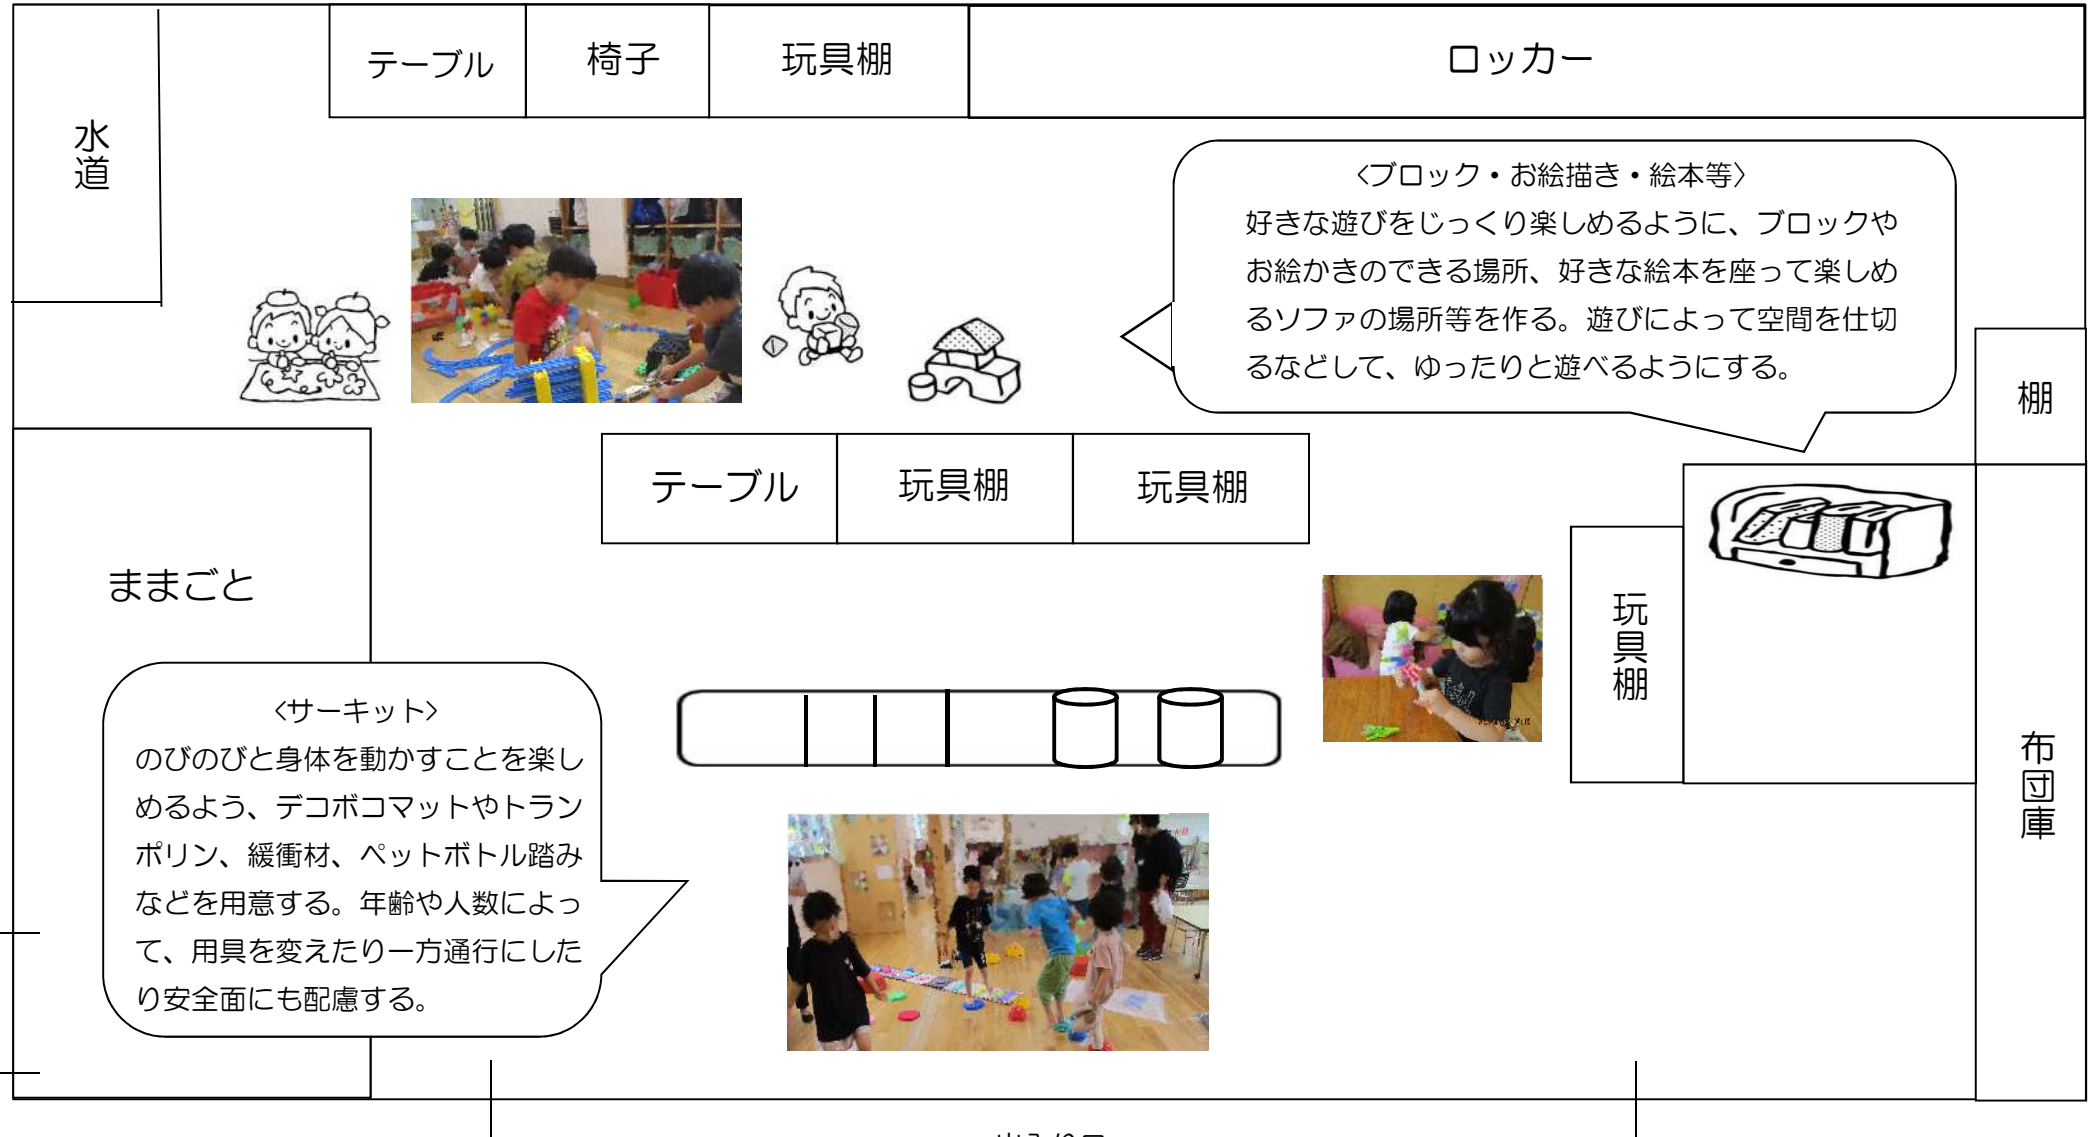 テーブル
椅子
玩具棚
ロッカー
水道
〈ブロック・お絵描き・絵本等〉
好きな遊びをじっくり楽しめるように、ブロックや
お絵かきのできる場所、好きな絵本を座って楽しめ
るソファの場所等を作る。遊びによって空間を仕切
るなどして、ゆったりと遊べるようにする。
棚
テーブル
玩具棚
玩具棚
ままごと
玩具棚
布団庫
〈サーキット〉
のびのびと身体を動かすことを楽し
めるよう、デコボコマットやトラン
ポリン、緩衝材、ペットボトル踏み
などを用意する。年齢や人数によっ
て、用具を変えたり一方通行にした
り安全面にも配慮する。